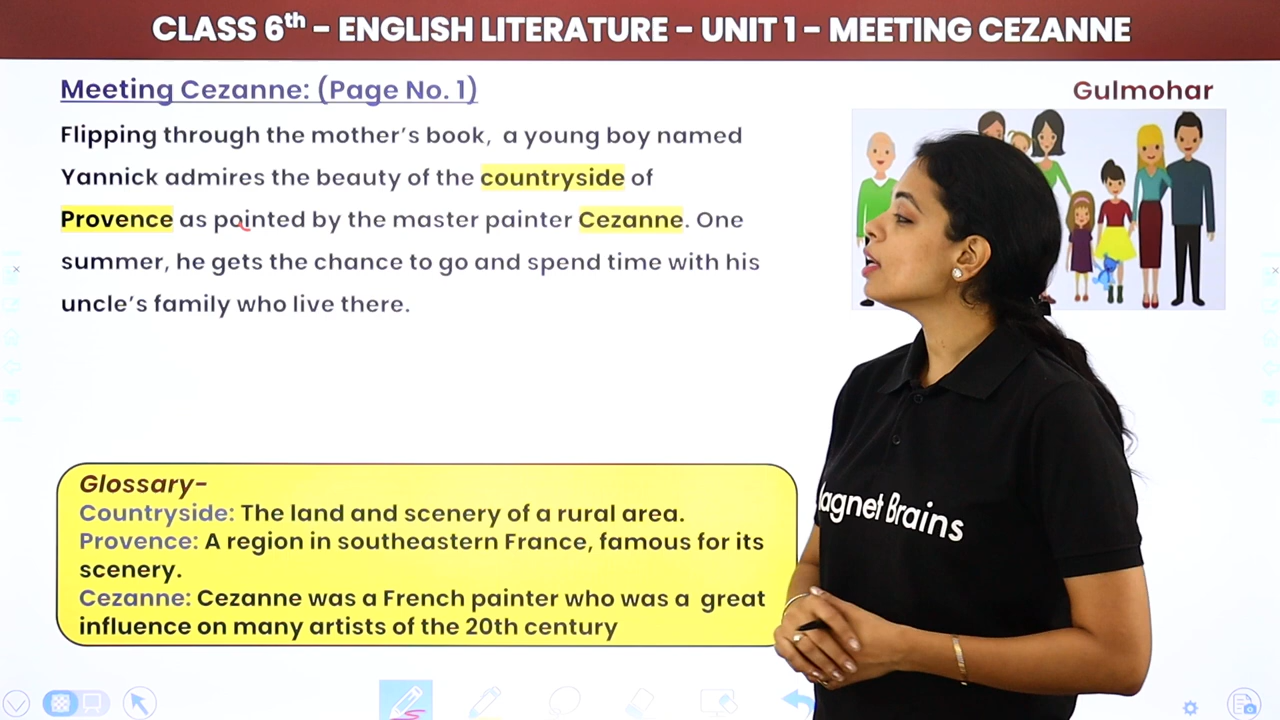 CLASS 6th – ENGLISH LITERATURE – UNIT 1 – MEETING CEZANNE
Meeting Cezanne: (Page No. 1)
Gulmohar
Flipping through the mother's book, a young boy named
Yannick admires the beauty of the countryside of
Provence as painted by the master painter Cezanne. One
summer, he gets the chance to go and spend time with his
uncle's family who live there.
Glossary-
Countryside: The land and scenery of a rural area.
Provence: A region in southeastern France, famous for its
scenery.
Cezanne: Cezanne was a French painter who was a great
influence on many artists of the 20th century
agnet Brains